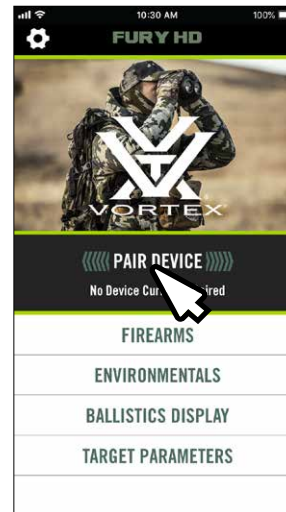 10:30 AM 100%
FURY HD
VORTEX
PAIR DEVICE
No Device
FIREARMS
ENVIRONMENTALS
BALLISTICS DISPLAY
TARGET PARAMETERS